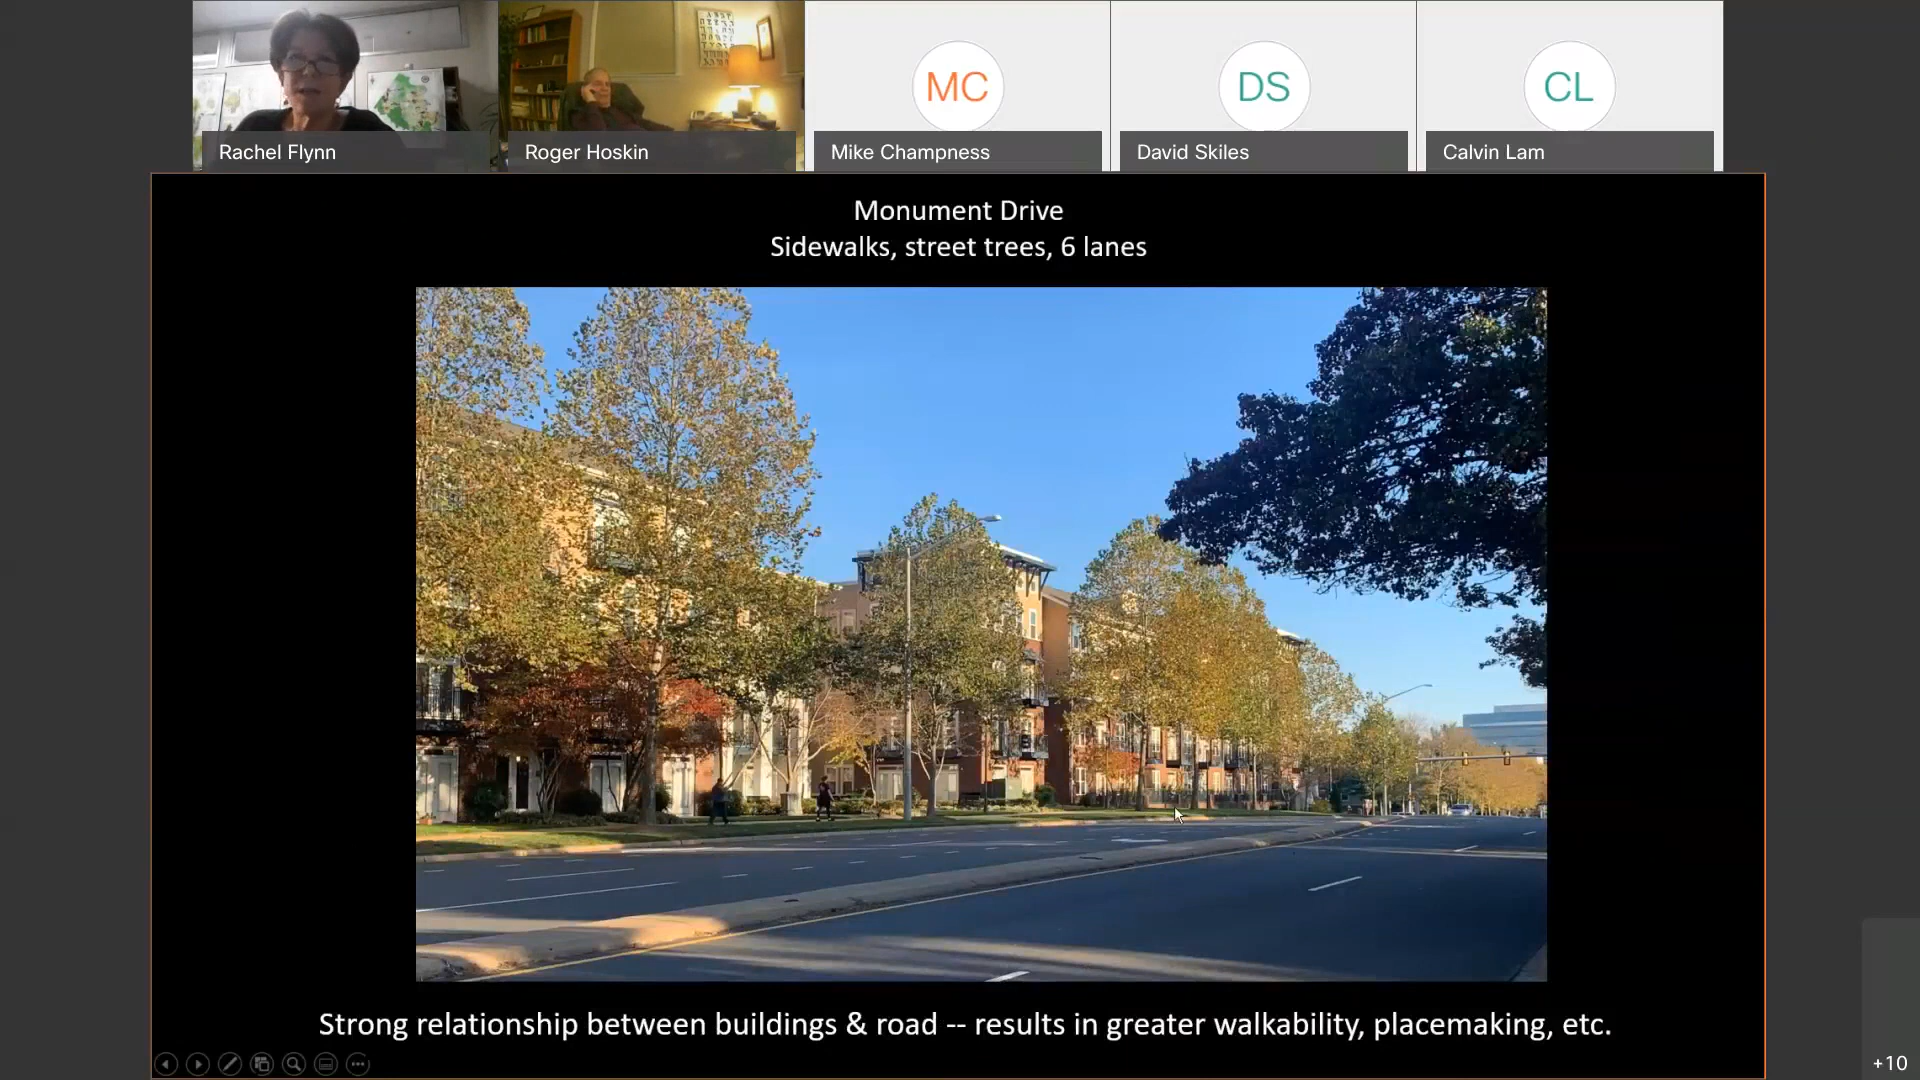 MC
DS
CL
Rachel Flynn
Roger Hoskin
Mike Champness
David Skiles
Calvin Lam
Monument Drive
Sidewalks, street trees, 6 lanes
Strong relationship between buildings & road -- results in greater walkability, placemaking, etc.
+10